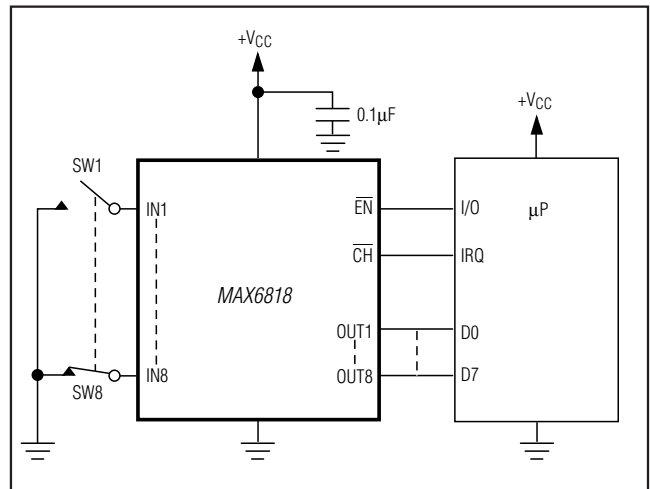 +VCC
0.1µF
+VCC
SW1
IN1
EN
I/O
µP
CH
IRQ
MAX6818
OUT1
D0
IN8
OUT8
D7
SW8